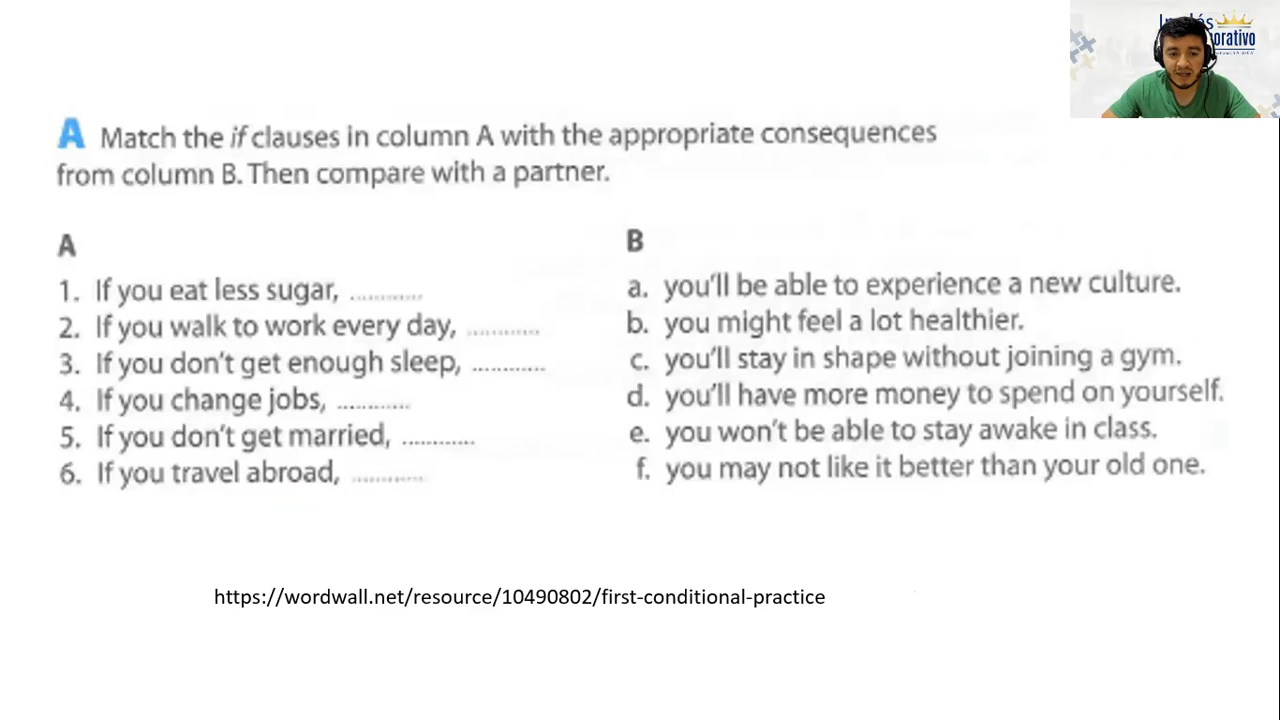 Inglés
orativo
A Match the if clauses in column A with the appropriate consequences
from column B. Then compare with a partner.
A
1. If you eat less sugar, ............
2. If you walk to work every day, ............
3. If you don't get enough sleep, ............
4. If you change jobs, ............
5. If you don't get married, ............
6. If you travel abroad, ............
B
a. you'll be able to experience a new culture.
b. you might feel a lot healthier.
c. you'll stay in shape without joining a gym.
d. you'll have more money to spend on yourself.
e. you won't be able to stay awake in class.
f. you may not like it better than your old one.
https://wordwall.net/resource/10490802/first-conditional-practice